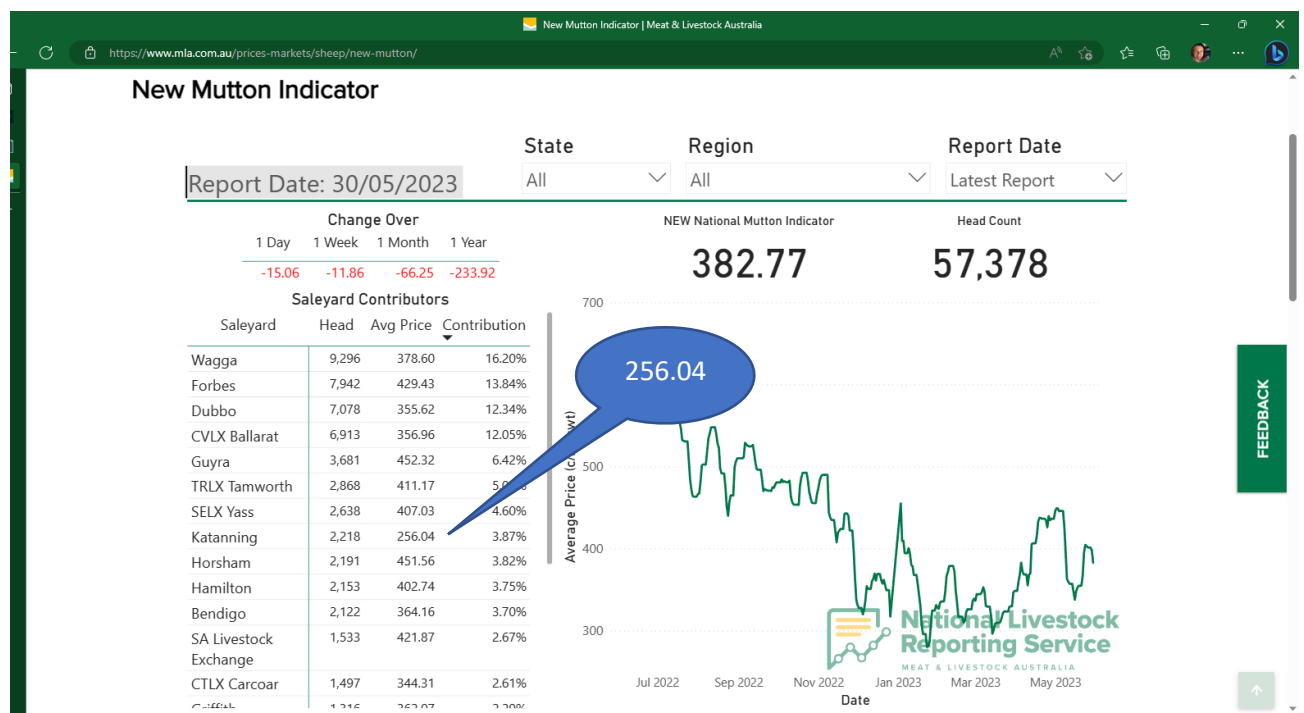 New Mutton Indicator | Meat & Livestock Australia
https://www.mla.com.au/prices-markets/sheep/new-mutton/
New Mutton Indicator
State Region Report Date
Report Date: 30/05/2023 All All Latest Report
Change Over NEW National Mutton Indicator Head Count
1 Day 1 Week 1 Month 1 Year
382.77 57,378
-15.06 -11.86 -66.25 -233.92
Saleyard Contributors
Saleyard Head Avg Price Contribution
Wagga 9,296 378.60 16.20%
Forbes 7,942 429.43 13.84%
Dubbo 7,078 355.62 12.34%
CVLX Ballarat 6,913 356.96 12.05%
Guyra 3,681 452.32 6.42%
TRLX Tamworth 2,868 411.17
SELX Yass 2,638 407.03 4.60%
Katanning 2,218 256.04 3.87%
Horsham 2,191 451.56 3.82%
Hamilton 2,153 402.74 3.75%
Bendigo 2,122 364.16 3.70%
SA Livestock 1,533 421.87 2.67%
Exchange
CTLX Carcoar 1,497 344.31 2.61%
700
256.04
500
400
300
Average Price
Jul 2022 Sep 2022 Nov 2022 Jan 2023 Mar 2023 May 2023
Date
National Livestock
Reporting Service
MEAT & LIVESTOCK AUSTRALIA
FEEDBACK